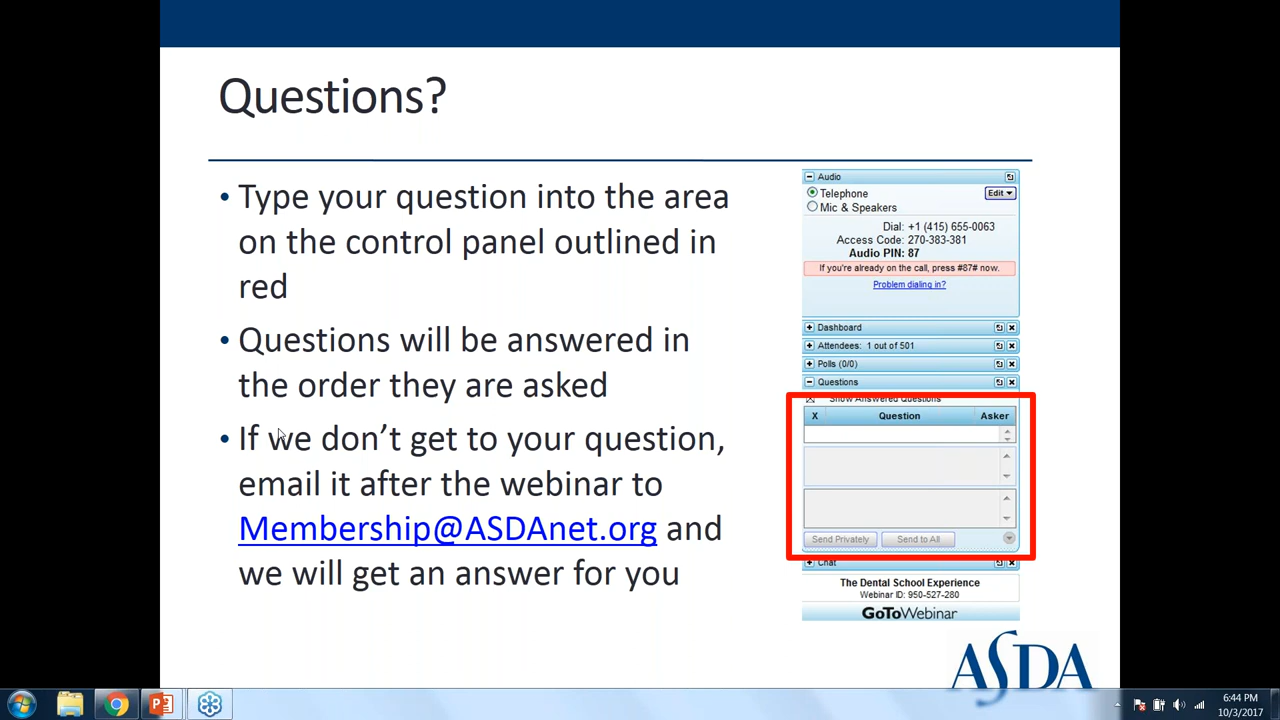 Questions?
• Type your question into the area
on the control panel outlined in
red
• Questions will be answered in
the order they are asked
• If we don’t get to your question,
email it after the webinar to
Membership@ASDAnet.org and
we will get an answer for you
Audio
Telephone
Edit
Mic & Speakers
Dial: +1 (415) 655-0063
Access Code: 270-383-381
Audio PIN: 87
If you're already on the call, press #87# now.
Problem dialing in?
Dashboard
Attendees: 1 out of 501
Polls (0/0)
Questions
Show Answered Questions
X Question Asker
Send Privately Send to All
Chat
The Dental School Experience
Webinar ID: 950-527-280
GoToWebinar
ASDA
6:44 PM
10/3/2017